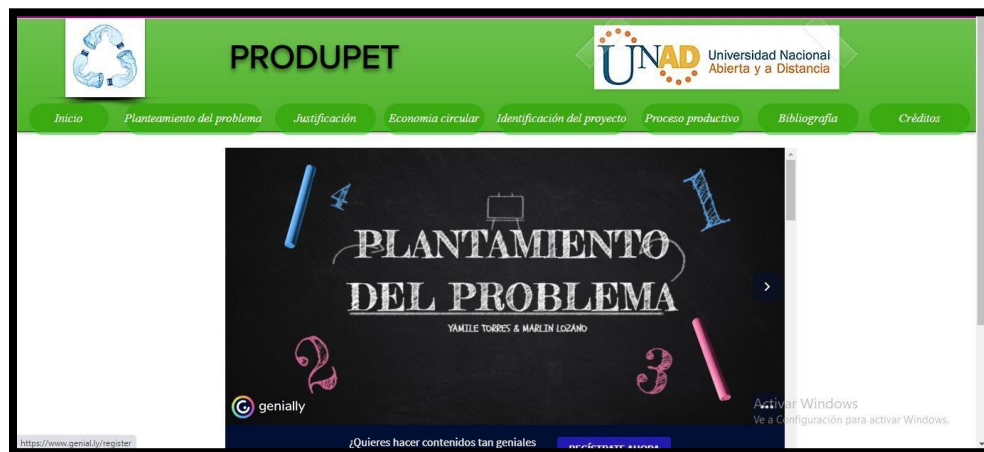 PRODUPET
UNAD Universidad Nacional
Abierta y a Distancia
Inicio Planteamiento del problema Justificación Economia circular Identificación del proyecto Proceso productivo Bibliografía Créditos
4
1
PLANTAMIENTO
DEL PROBLEMA
YAMILE TORRES & MARLIN LOZANO
2
3
genially
Activar Windows
Ve a Configuración para activar Windows.
https://www.genial.ly/register
¿Quieres hacer contenidos tan geniales
REGÍSTRATE AHORA